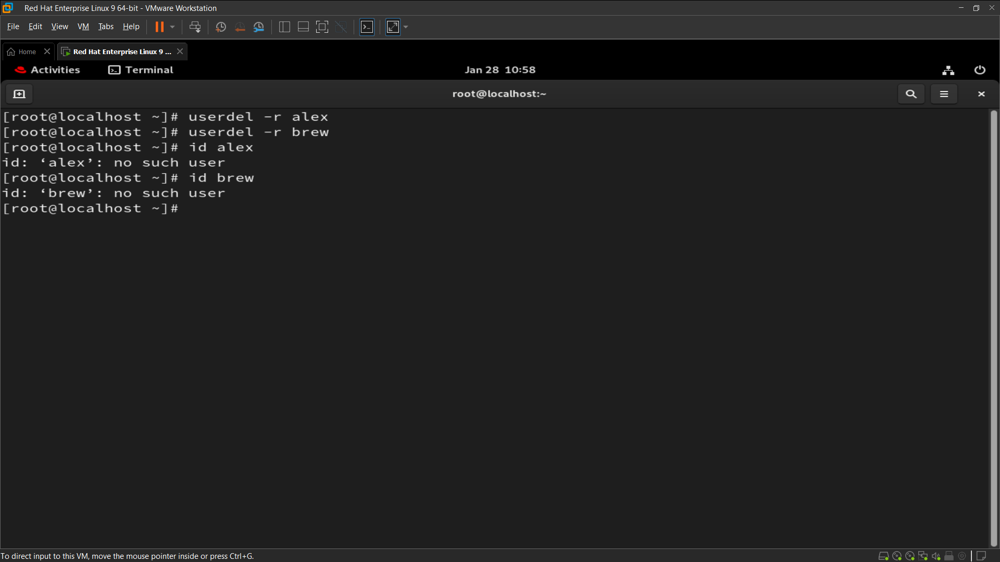 Red Hat Enterprise Linux 9 64-bit - VMware Workstation
File Edit View VM Tabs Help
Home Red Hat Enterprise Linux 9 ...
Activities Terminal Jan 28 10:58
root@localhost:~
[root@localhost ~]# userdel -r alex
[root@localhost ~]# userdel -r brew
[root@localhost ~]# id alex
id: ‘alex’: no such user
[root@localhost ~]# id brew
id: ‘brew’: no such user
[root@localhost ~]#
To direct input to this VM, move the mouse pointer inside or press Ctrl+G.